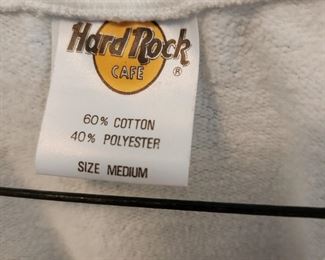 Hard Rock
CAFE ®
60% COTTON
40% POLYESTER
SIZE MEDIUM